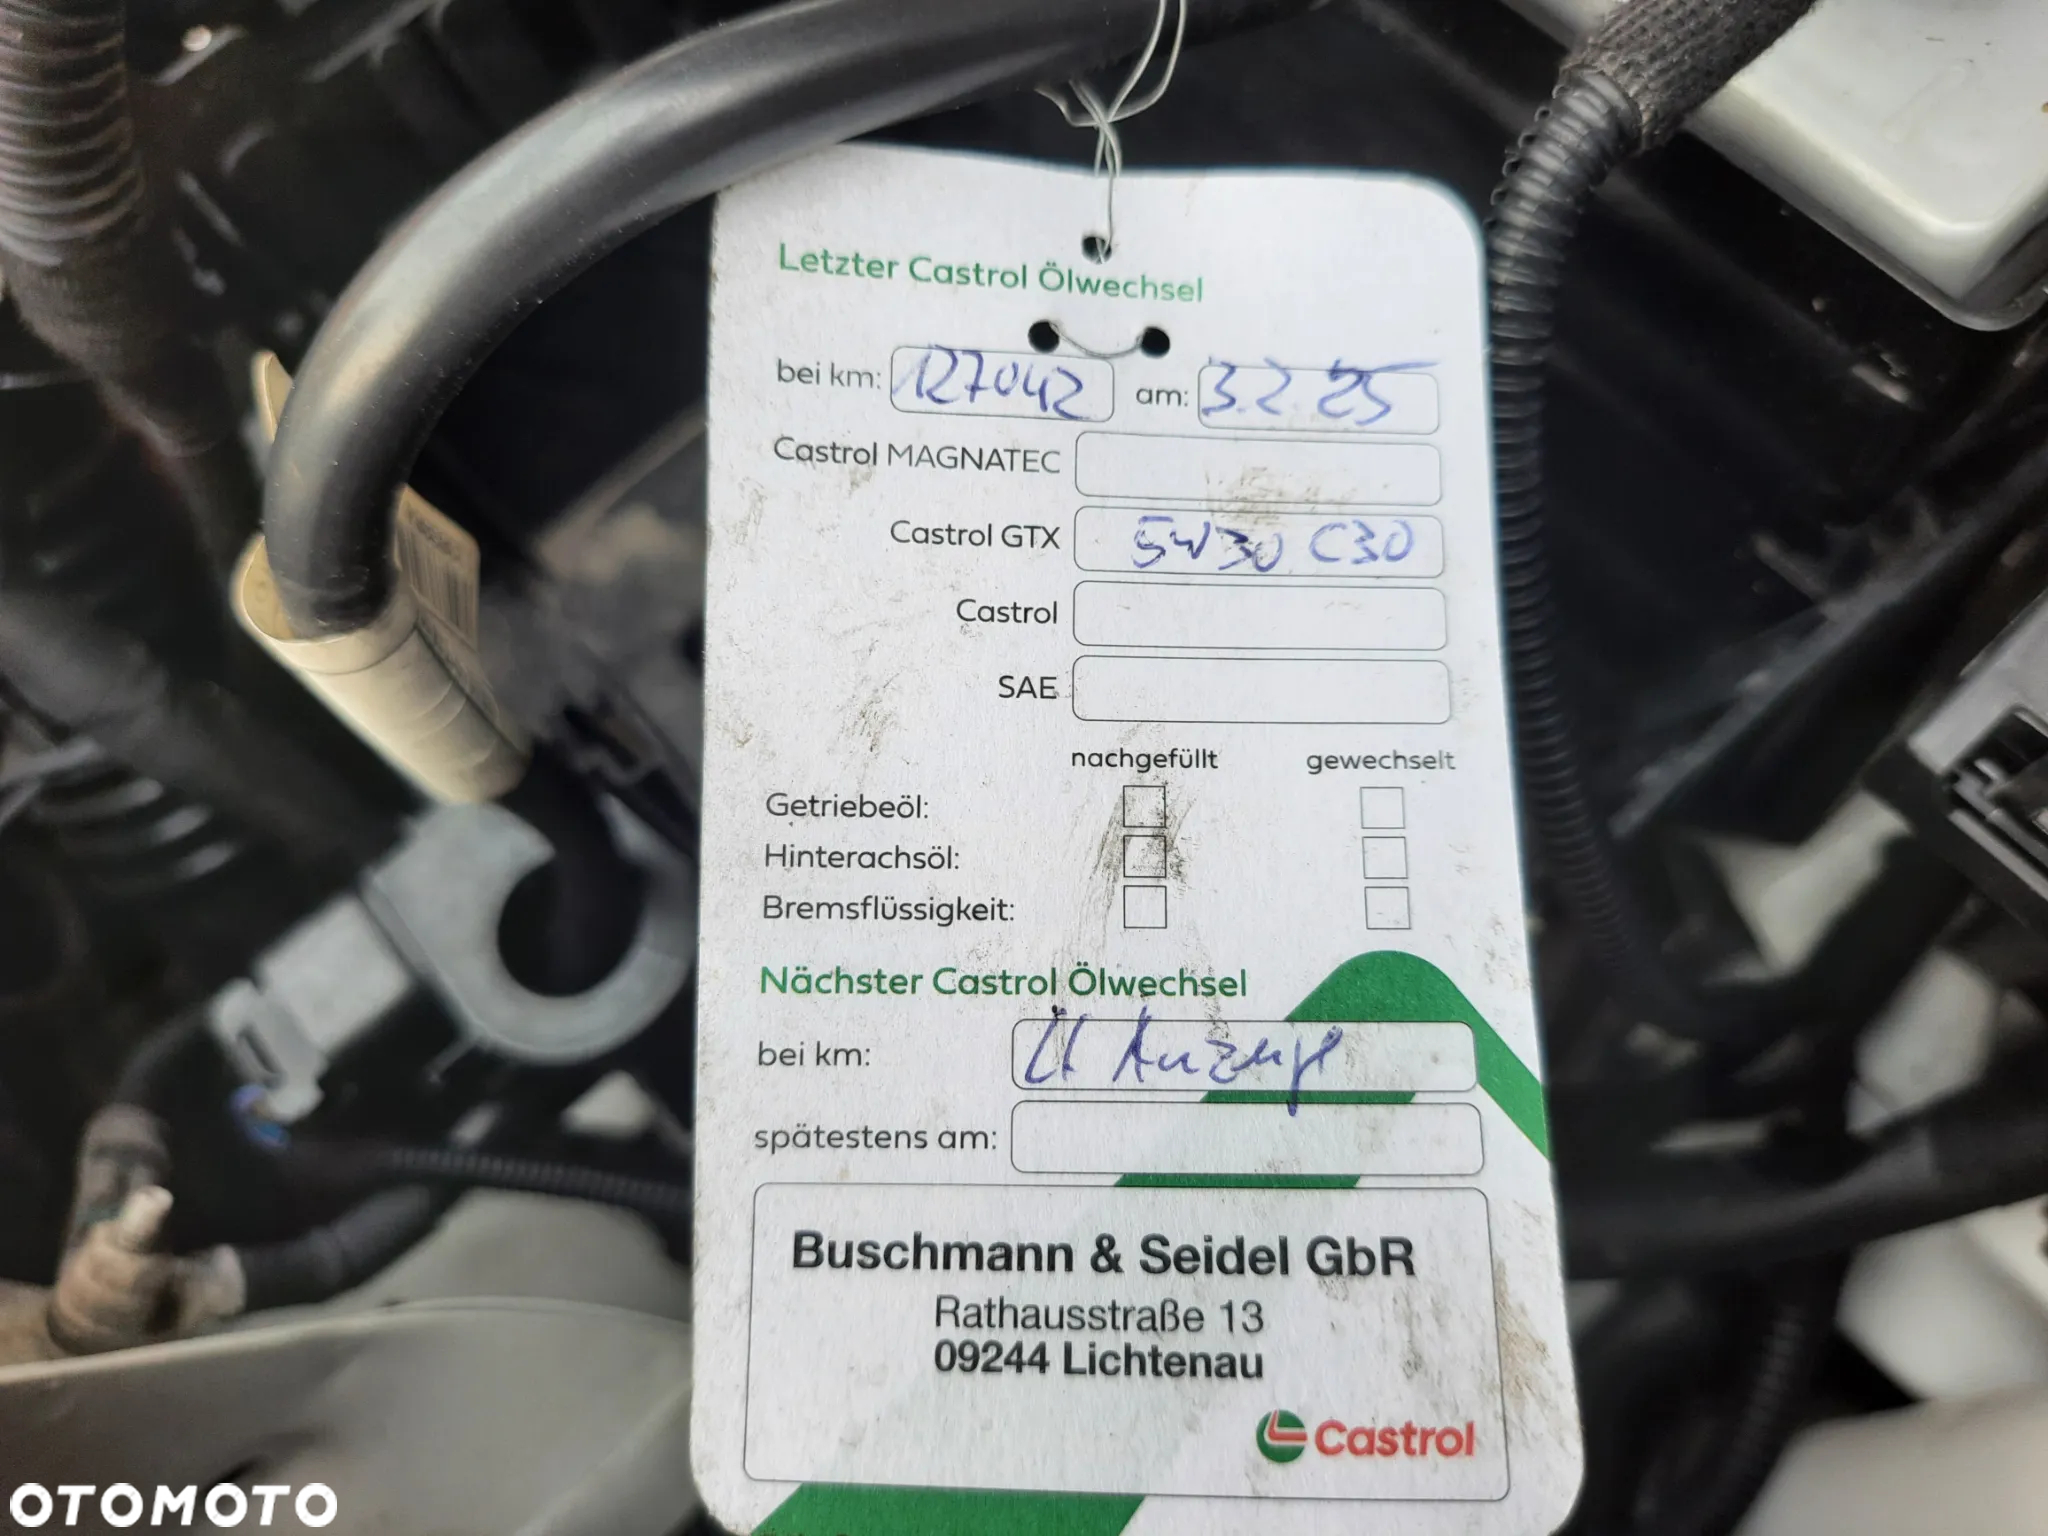 Letzter Castrol Ölwechsel
bei km: 127042 am: 3.2.25
Castrol MAGNATEC
Castrol GTX 5W30 C30
Castrol
SAE
nachgefüllt gewechselt
Getriebeöl:
Hinterachsöl:
Bremsflüssigkeit:
Nächster Castrol Ölwechsel
bei km: Lt Anzeige
spätestens am:
Buschmann & Seidel GbR
Rathausstraße 13
09244 Lichtenau
Castrol
OTOMOTO